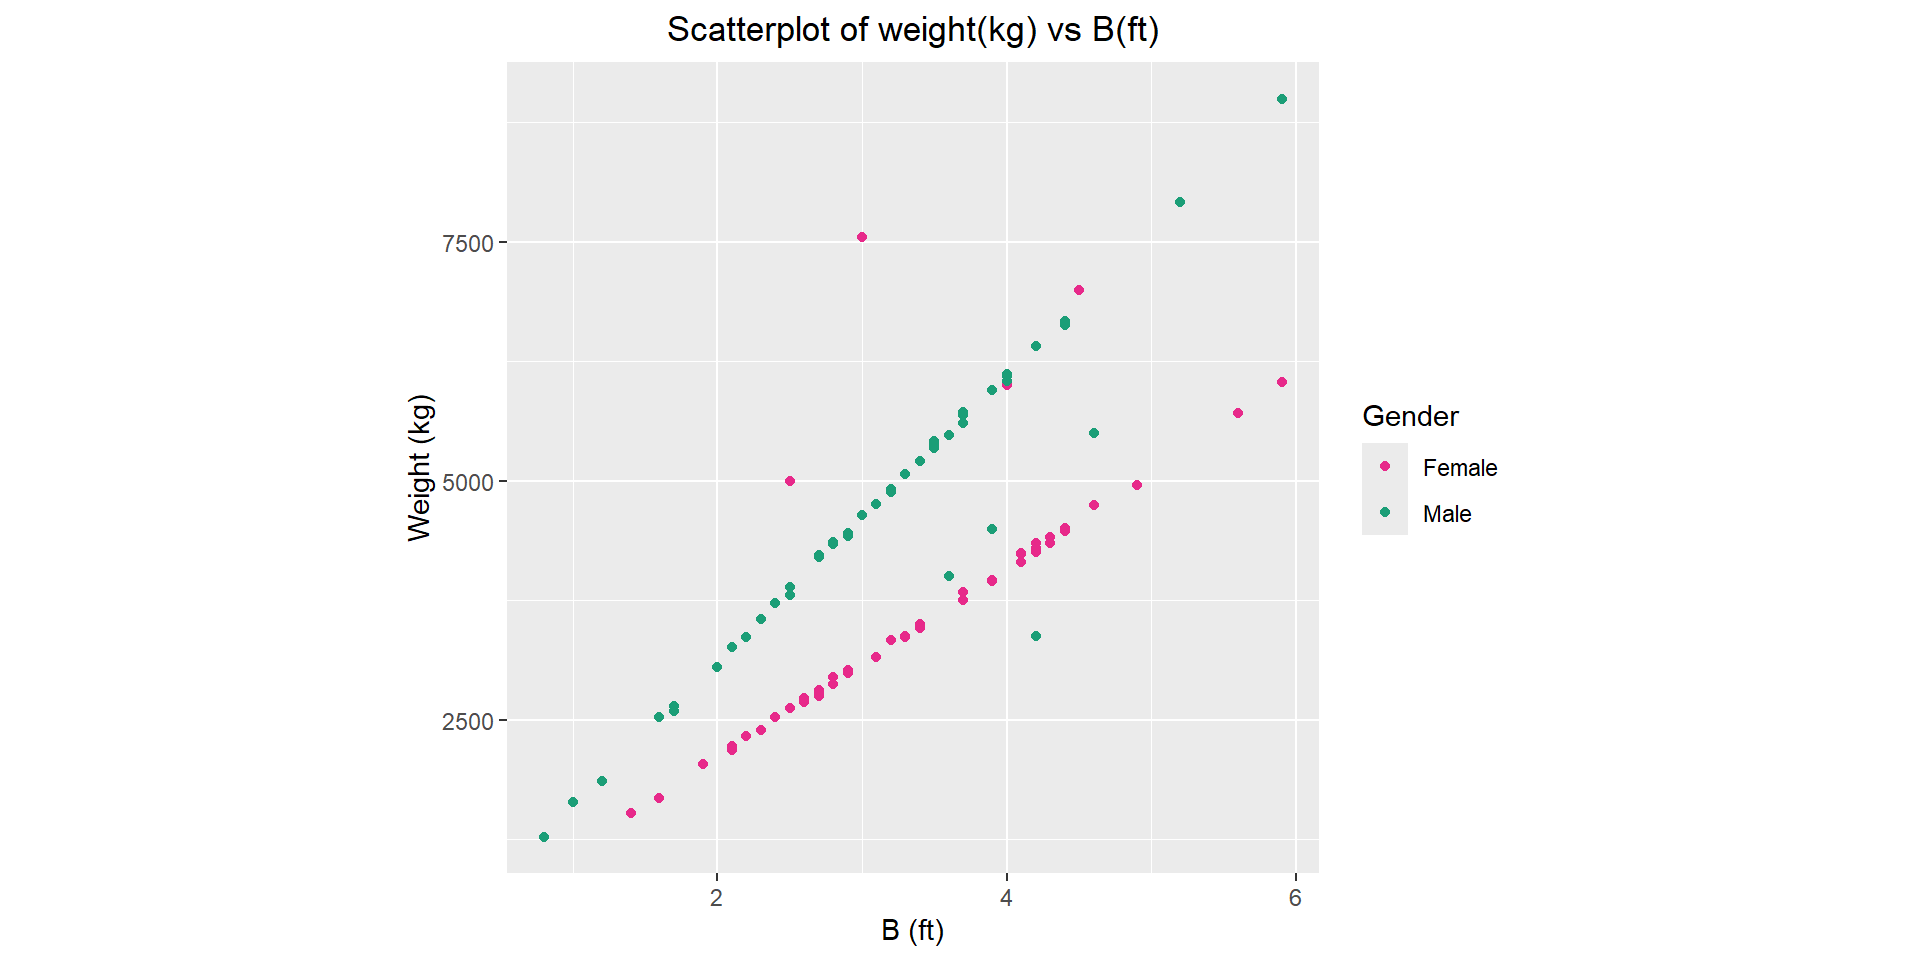 Scatterplot of weight(kg) vs B(ft)
7500
5000
2500
Weight (kg)
2
4
6
B (ft)
Gender
Female
Male